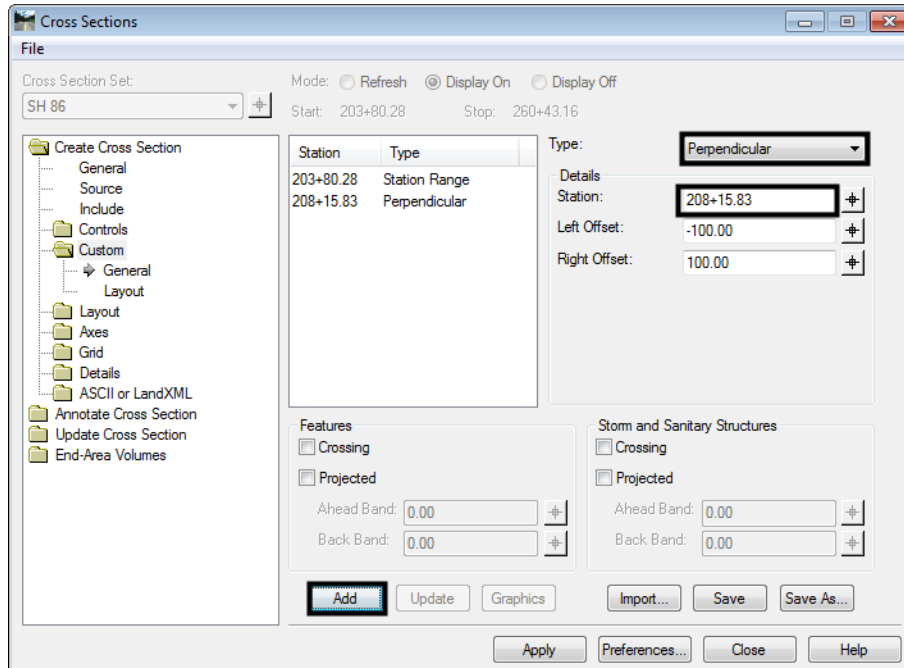 Cross Sections
File
Cross Section Set:
SH 86
Mode: Refresh Display On Display Off
Start: 203+80.28 Stop: 260+43.16
Create Cross Section
General
Source
Include
Controls
Custom
General
Layout
Layout
Axes
Grid
Details
ASCII or LandXML
Annotate Cross Section
Update Cross Section
End-Area Volumes
Station Type
203+80.28 Station Range
208+15.83 Perpendicular
Type: Perpendicular
Details
Station: 208+15.83
Left Offset: -100.00
Right Offset: 100.00
Features
Crossing
Projected
Ahead Band: 0.00
Back Band: 0.00
Storm and Sanitary Structures
Crossing
Projected
Ahead Band: 0.00
Back Band: 0.00
Add Update Graphics Import... Save Save As...
Apply Preferences... Close Help